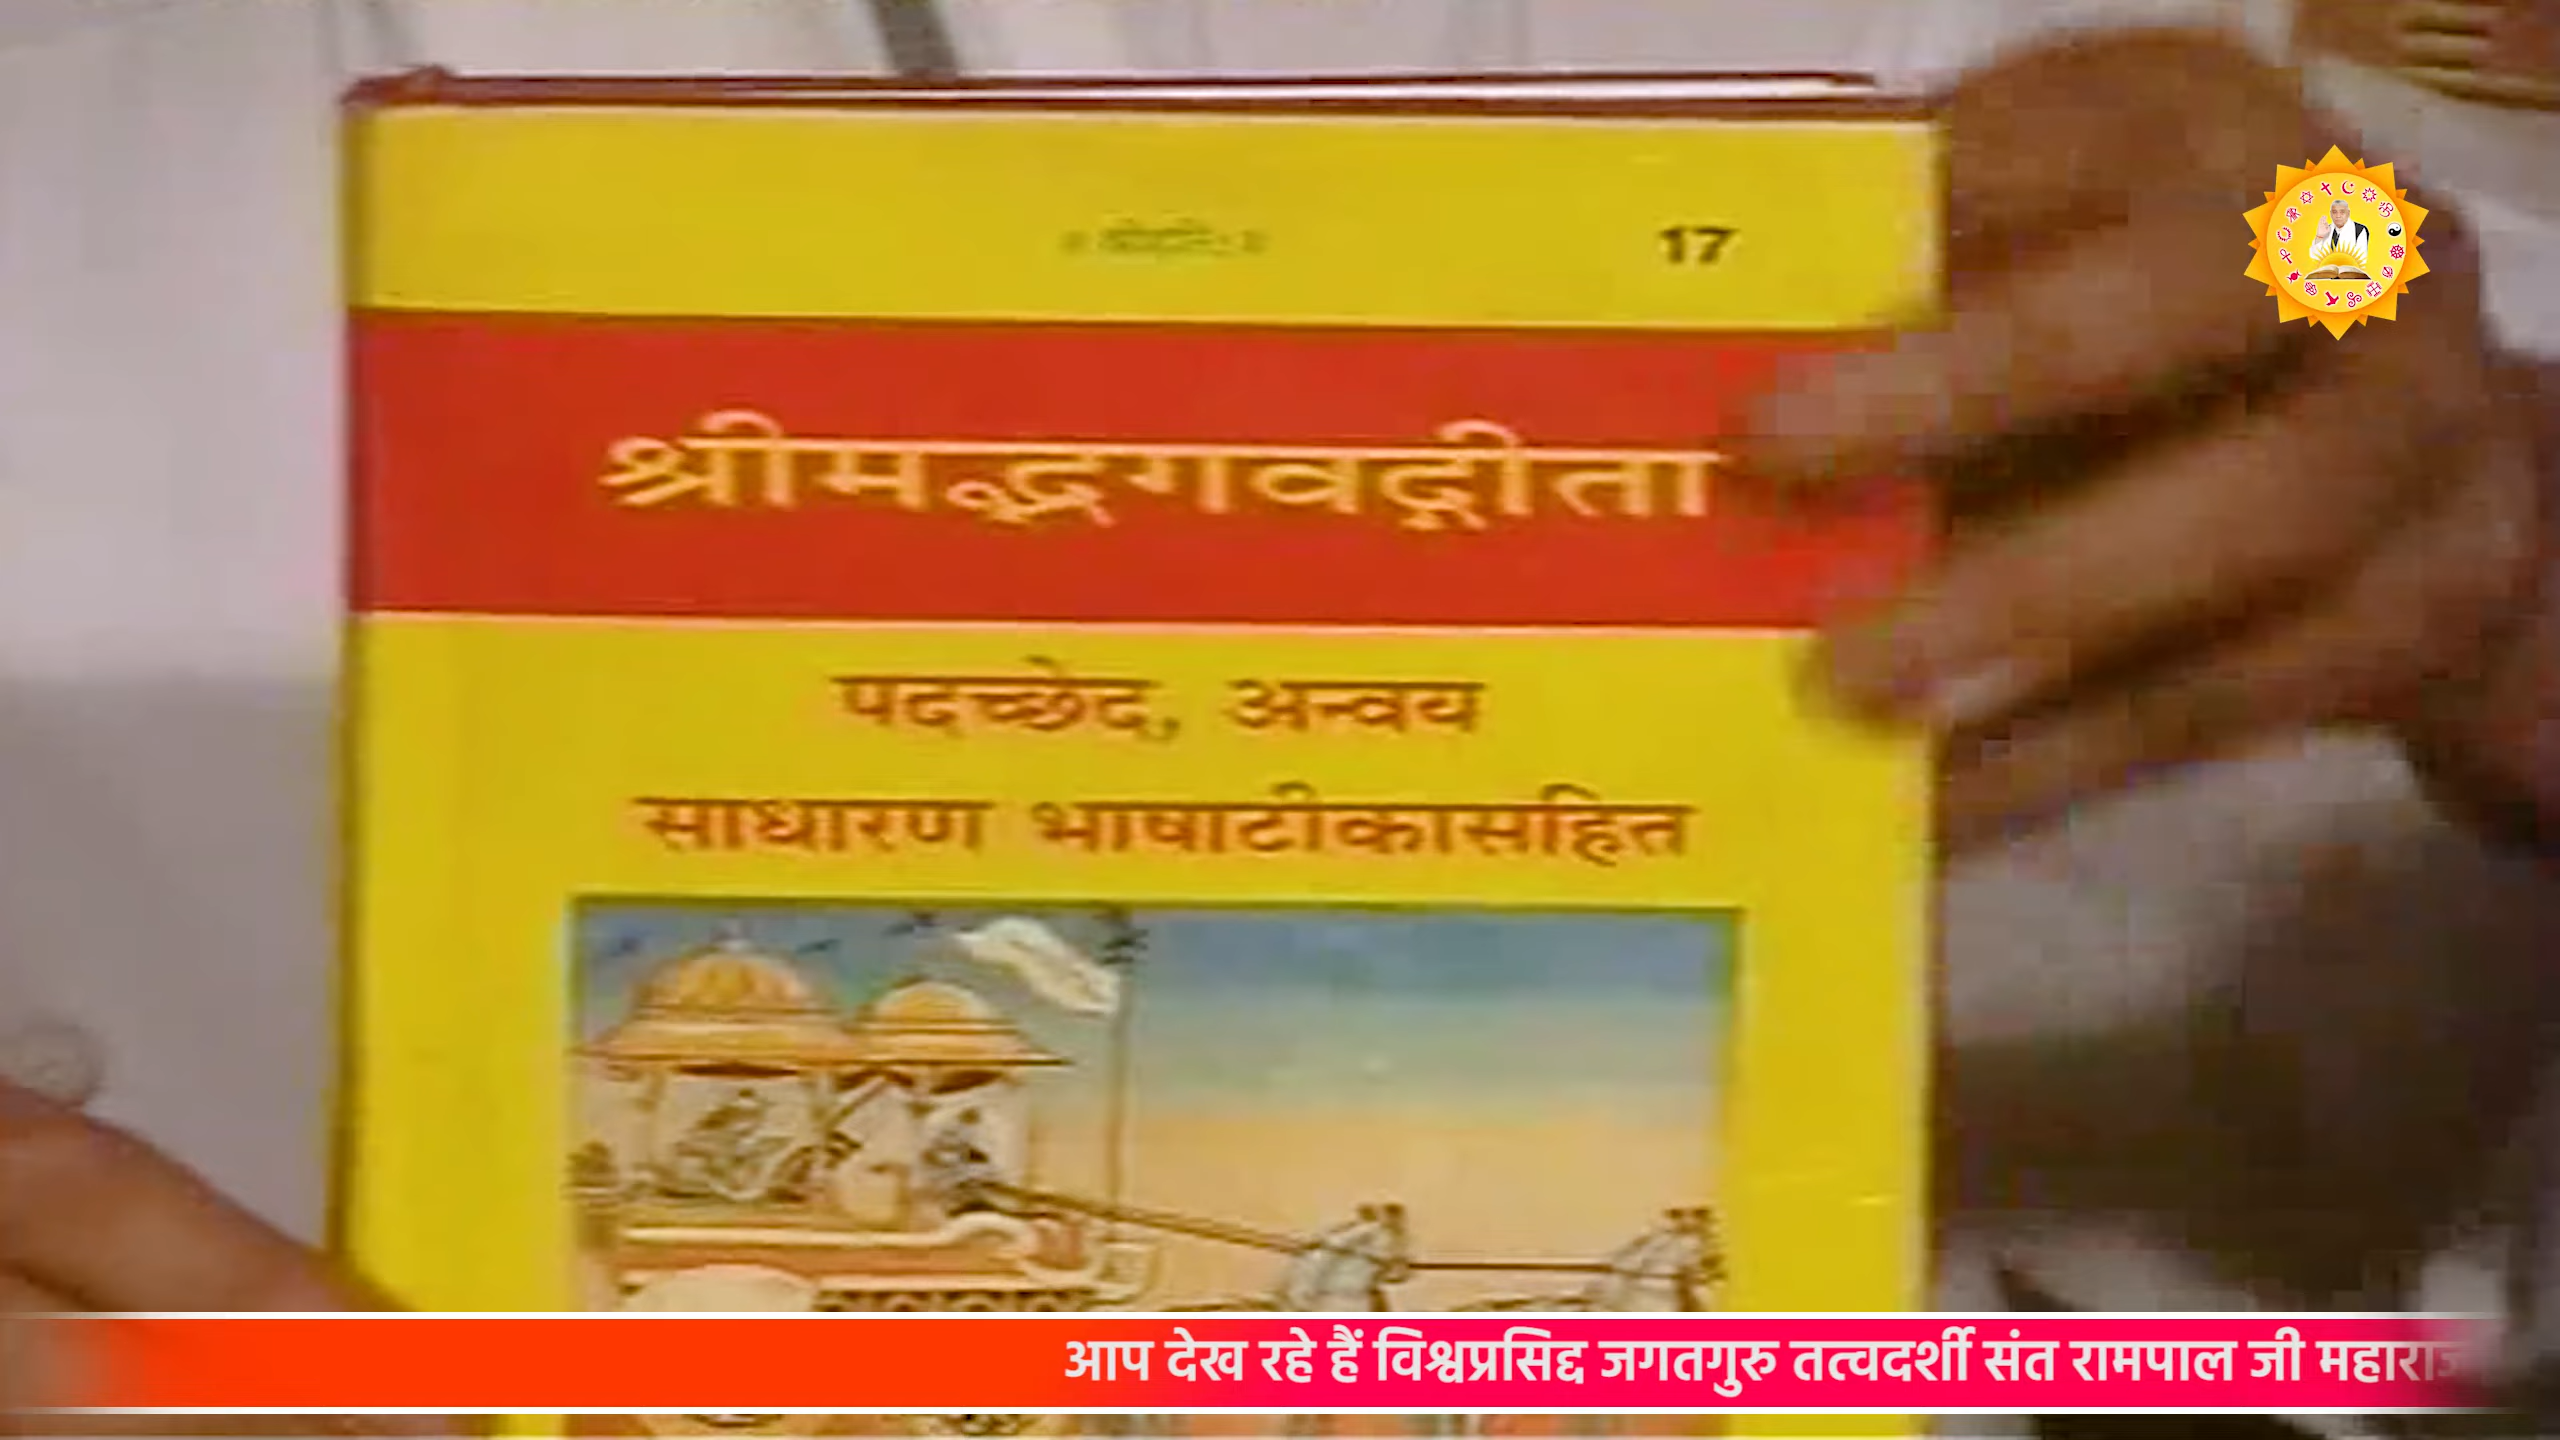 17
श्रीमद्भगवद्गीता
पदच्छेद, अन्वय
साधारण भाषाटीकासहित
आप देख रहे हैं विश्वप्रसिद्द जगतगुरु तत्वदर्शी संत रामपाल जी